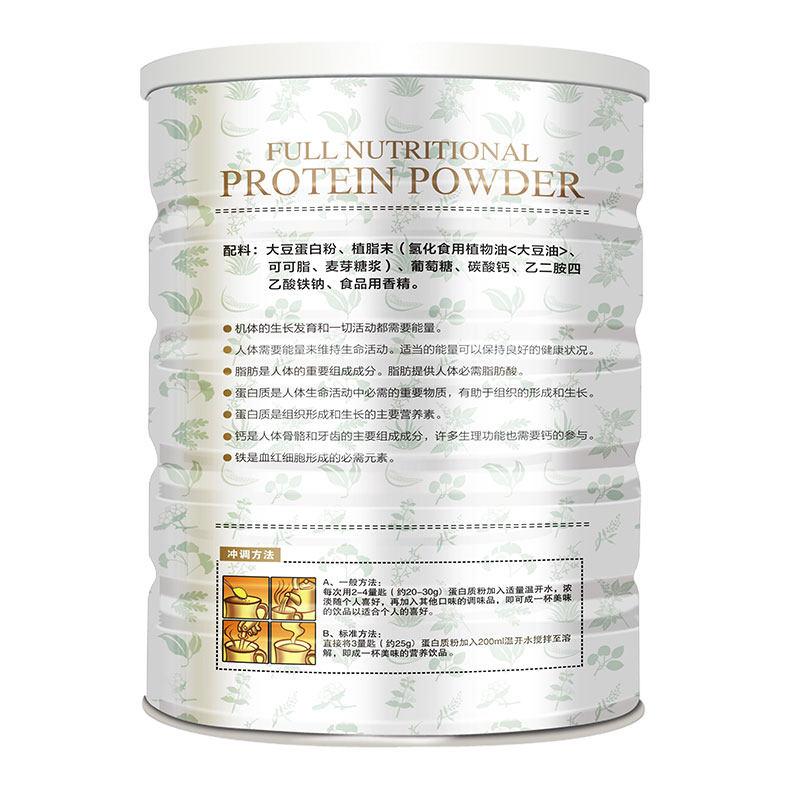 FULL NUTRITIONAL
PROTEIN POWDER
配料：大豆蛋白粉、植脂末（氢化食用植物油<大豆油>、
可可脂、麦芽糖浆）、葡萄糖、碳酸钙、乙二胺四
乙酸铁钠、食品用香精。
●机体的生长发育和一切活动都需要能量。
●人体需要能量来维持生命活动。适当的能量可以保持良好的健康状况。
●脂肪是人体的重要组成成分。脂肪提供人体必需脂肪酸。
●蛋白质是人体生命活动中必需的重要物质，有助于组织的形成和生长。
●蛋白质是组织形成和生长的主要营养素。
●钙是人体骨骼和牙齿的主要组成成分，许多生理功能也需要钙的参与。
●铁是血红细胞形成的必需元素。
冲调方法
A、一般方法：
每次用2-4量匙（约20-30g）蛋白质粉加入适量温开水，浓
淡随个人喜好，再加入其他口味的调味品，即可成一杯美味
的饮品以适合个人的喜好。
B、标准方法：
直接将3量匙（约25g）蛋白质粉加入200ml温开水搅拌至溶
解，即成一杯美味的营养饮品。